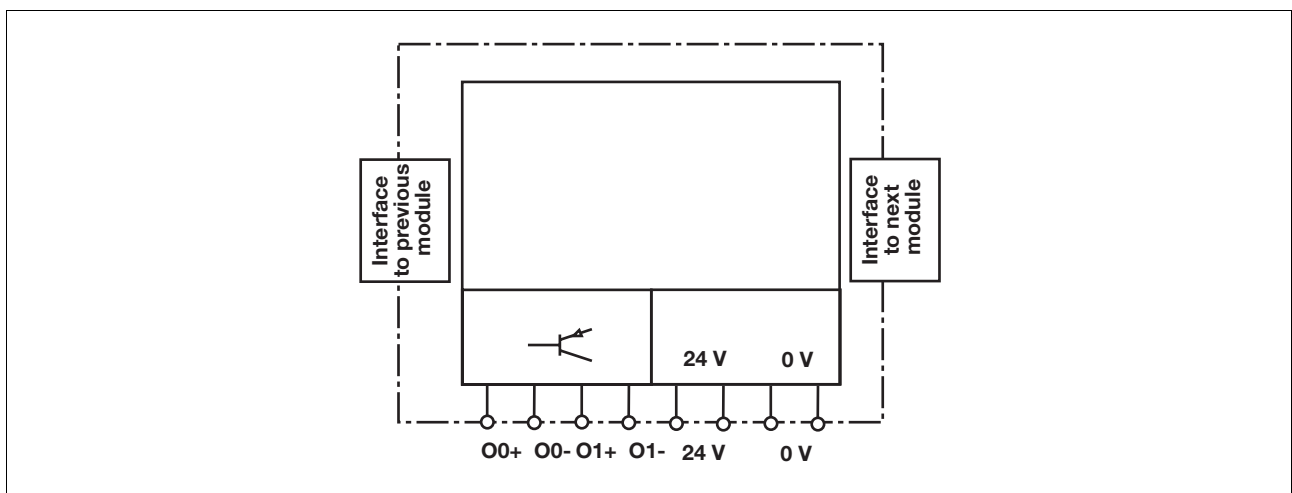 Interface
to previous
module
Interface
to next
module
24 V 0 V
O0+ O0- O1+ O1- 24 V 0 V